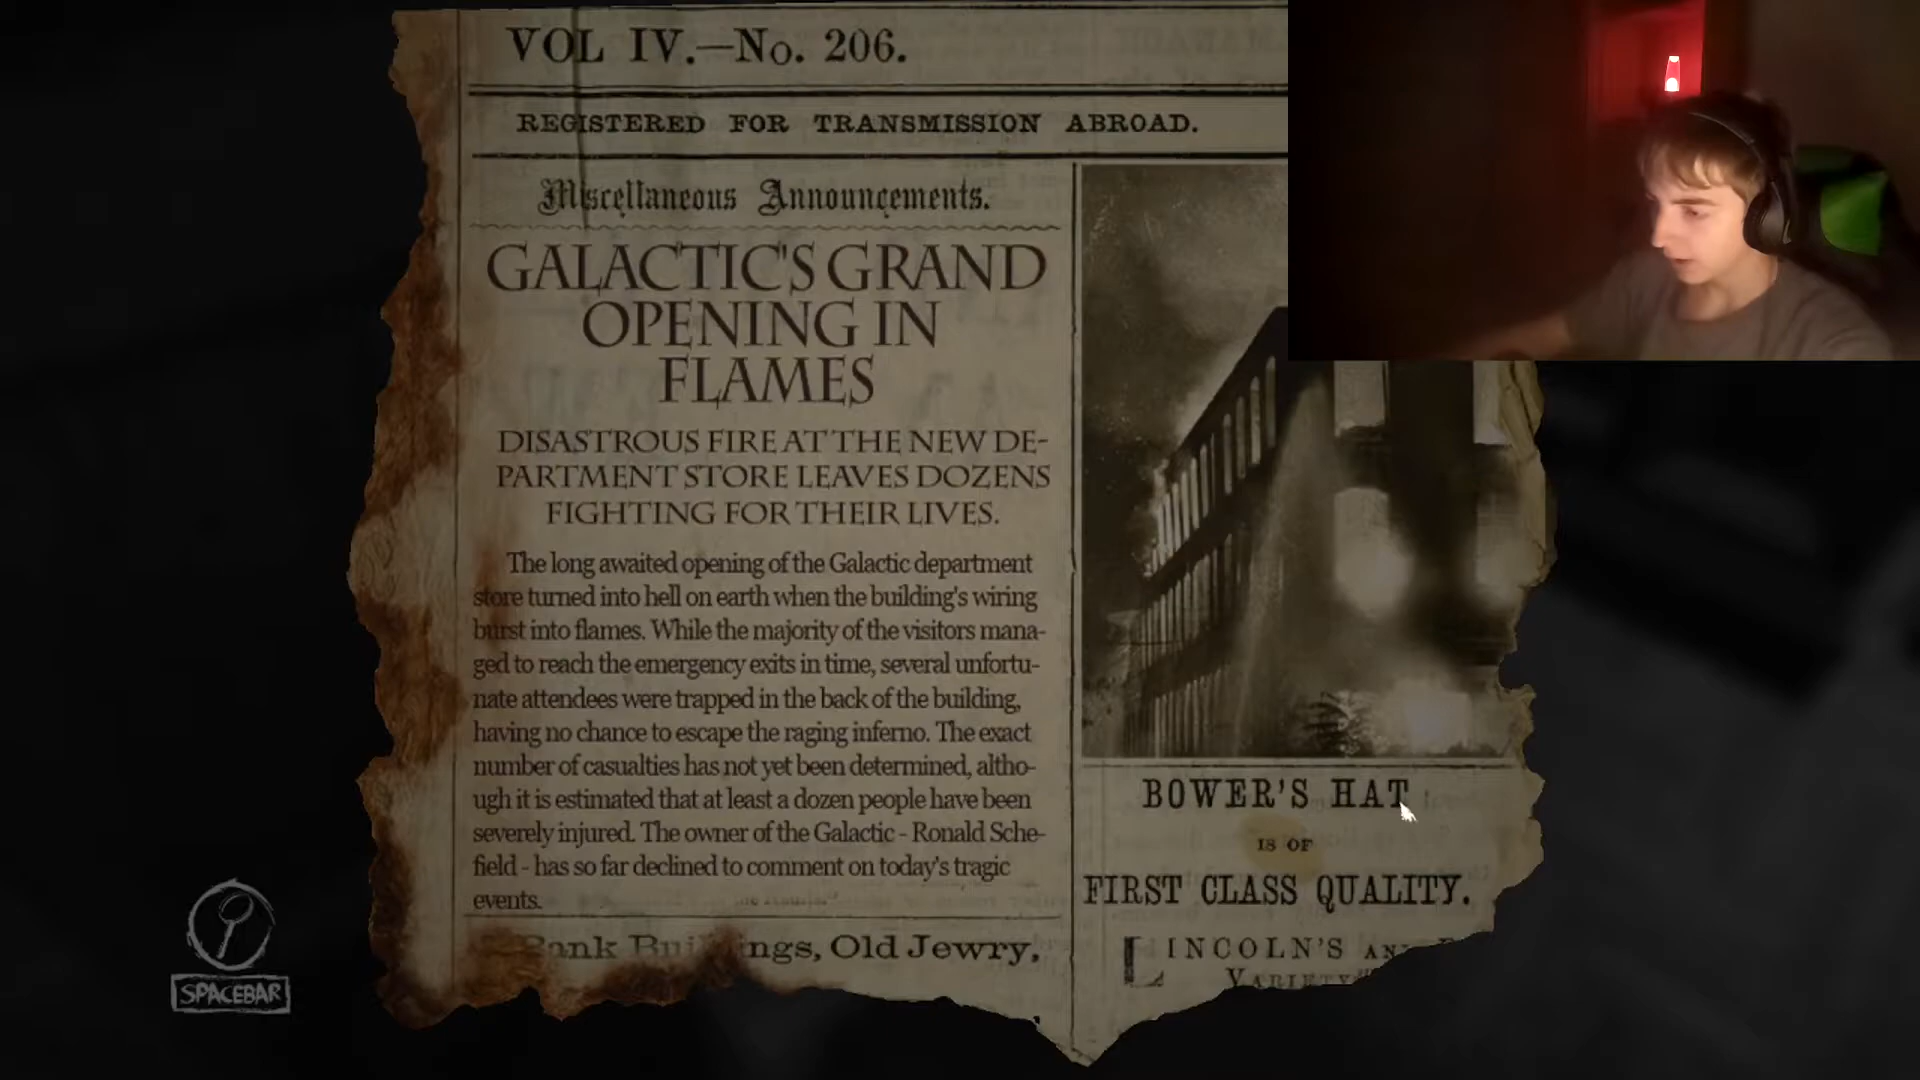 VOL IV.—No. 206.
REGISTERED FOR TRANSMISSION ABROAD.
Miscellaneous Announcements.
GALACTIC'S GRAND
OPENING IN
FLAMES
DISASTROUS FIRE AT THE NEW DE-
PARTMENT STORE LEAVES DOZENS
FIGHTING FOR THEIR LIVES.
The long awaited opening of the Galactic department
store turned into hell on earth when the building's wiring
burst into flames. While the majority of the visitors mana-
ged to reach the emergency exits in time, several unfortu-
nate attendees were trapped in the back of the building,
having no chance to escape the raging inferno. The exact
number of casualties has not yet been determined, altho-
ugh it is estimated that at least a dozen people have been
severely injured. The owner of the Galactic - Ronald Sche-
field - has so far declined to comment on today's tragic
events.
Bank Buildings, Old Jewry,
BOWER'S HAT
IS OF
FIRST CLASS QUALITY.
LINCOLN'S
VARIETY
SPACEBAR